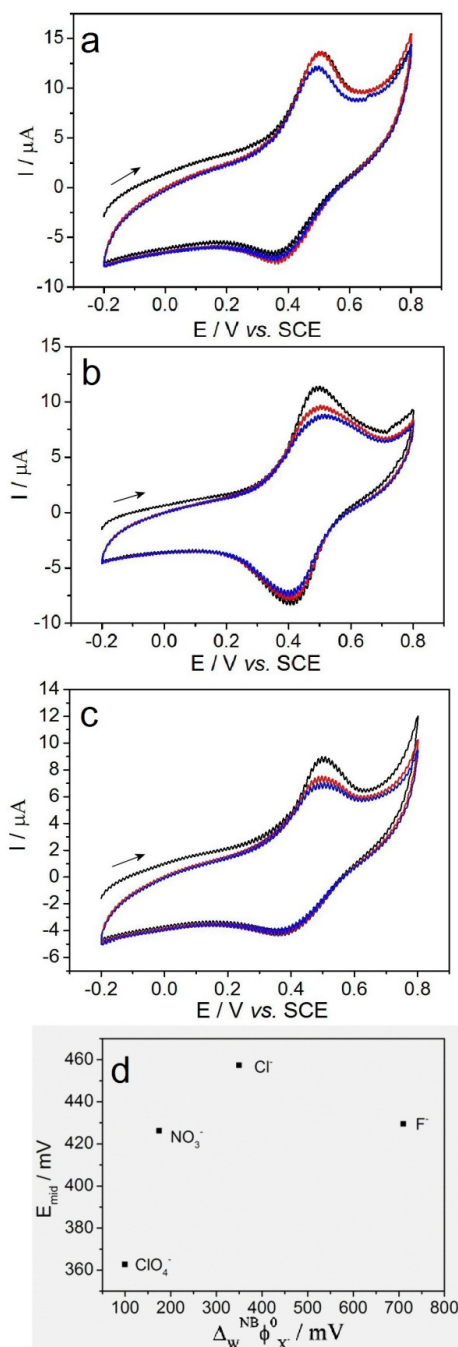 a
15
10
5
0
-5
-10
I / μA
-0.2 0.0 0.2 0.4 0.6 0.8
E / V vs. SCE
b
15
10
5
0
-5
-10
I / μA
-0.2 0.0 0.2 0.4 0.6 0.8
E / V vs. SCE
c
14
12
10
8
6
4
2
0
-2
-4
-6
I / μA
-0.2 0.0 0.2 0.4 0.6 0.8
E / V vs. SCE
d
460
440
420
400
380
360
E_mid / mV
Cl⁻
NO₃⁻
F⁻
ClO₄⁻
100 200 300 400 500 600 700 800
Δ_W^NB ϕ^0_X⁻ / mV